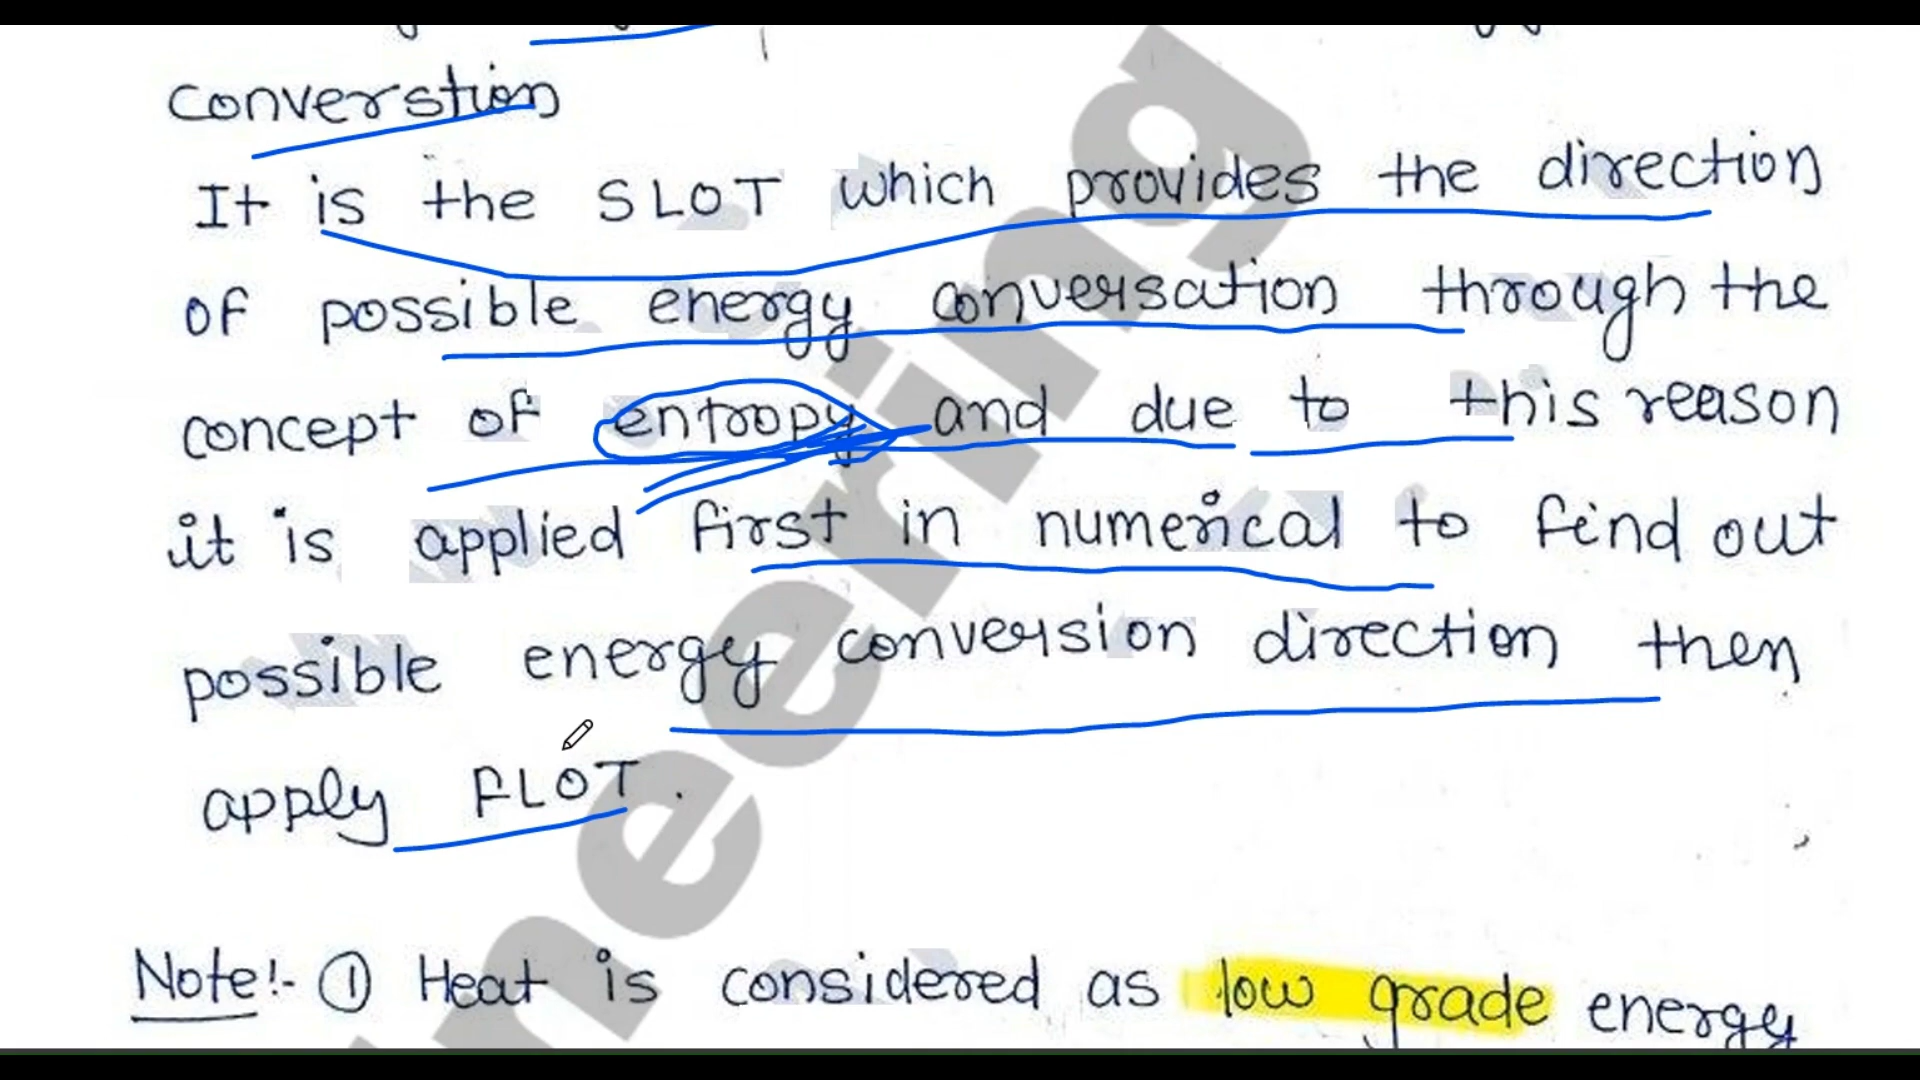 converstion
It is the SLOT which provides the direction
of possible energy conversation through the
concept of entropy and due to this reason
it is applied first in numerical to find out
possible energy conversion direction then
apply FLOT.
Note!- ① Heat is considered as low grade energy
neering